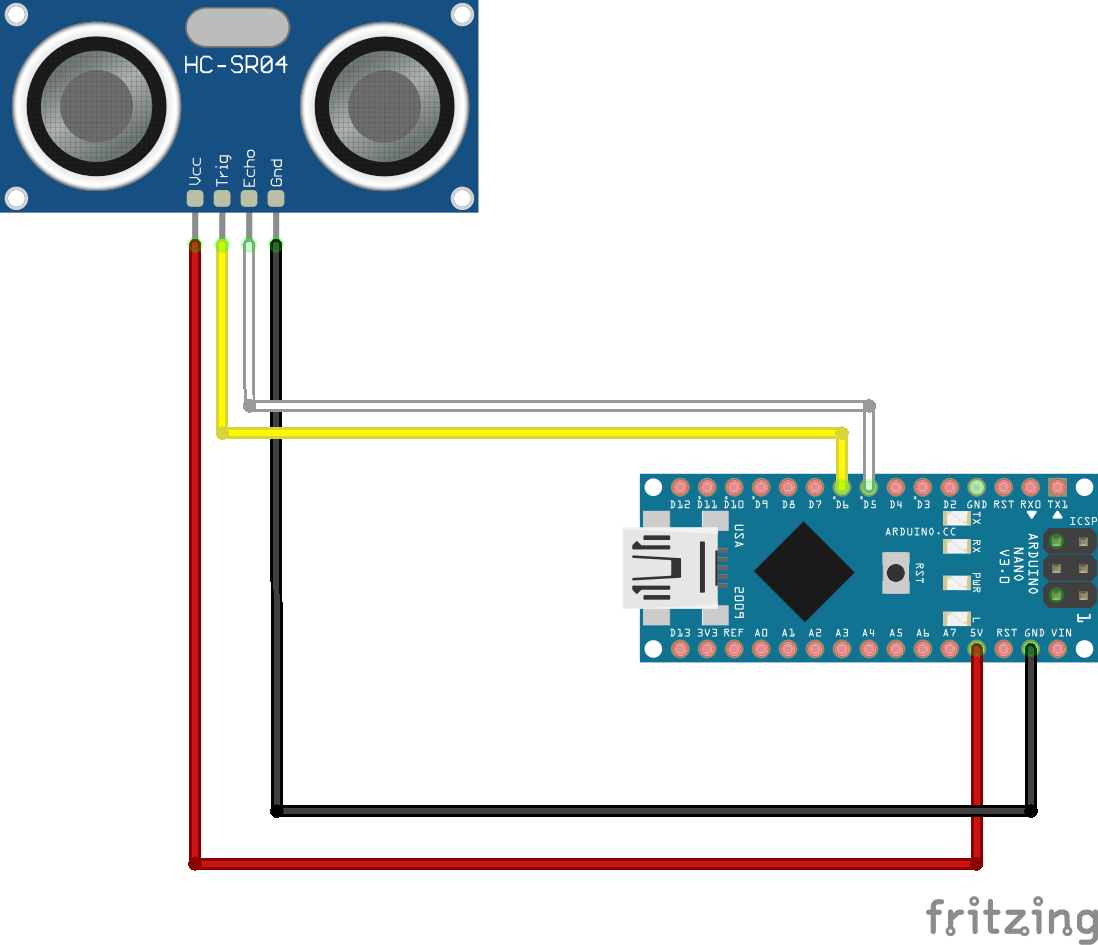 HC-SR04
Vcc
Trig
Echo
Gnd
D12 D11 D10 D9 D8 D7 D6 D5 D4 D3 D2 GND RST RX0 TX1
ICSP
USA
2009
ARDUINO.CC
RST
TX
RX
PWR
L
ARDUINO
NANO
V3.0
1
D13 3V3 REF A0 A1 A2 A3 A4 A5 A6 A7 5V RST GND VIN
fritzing